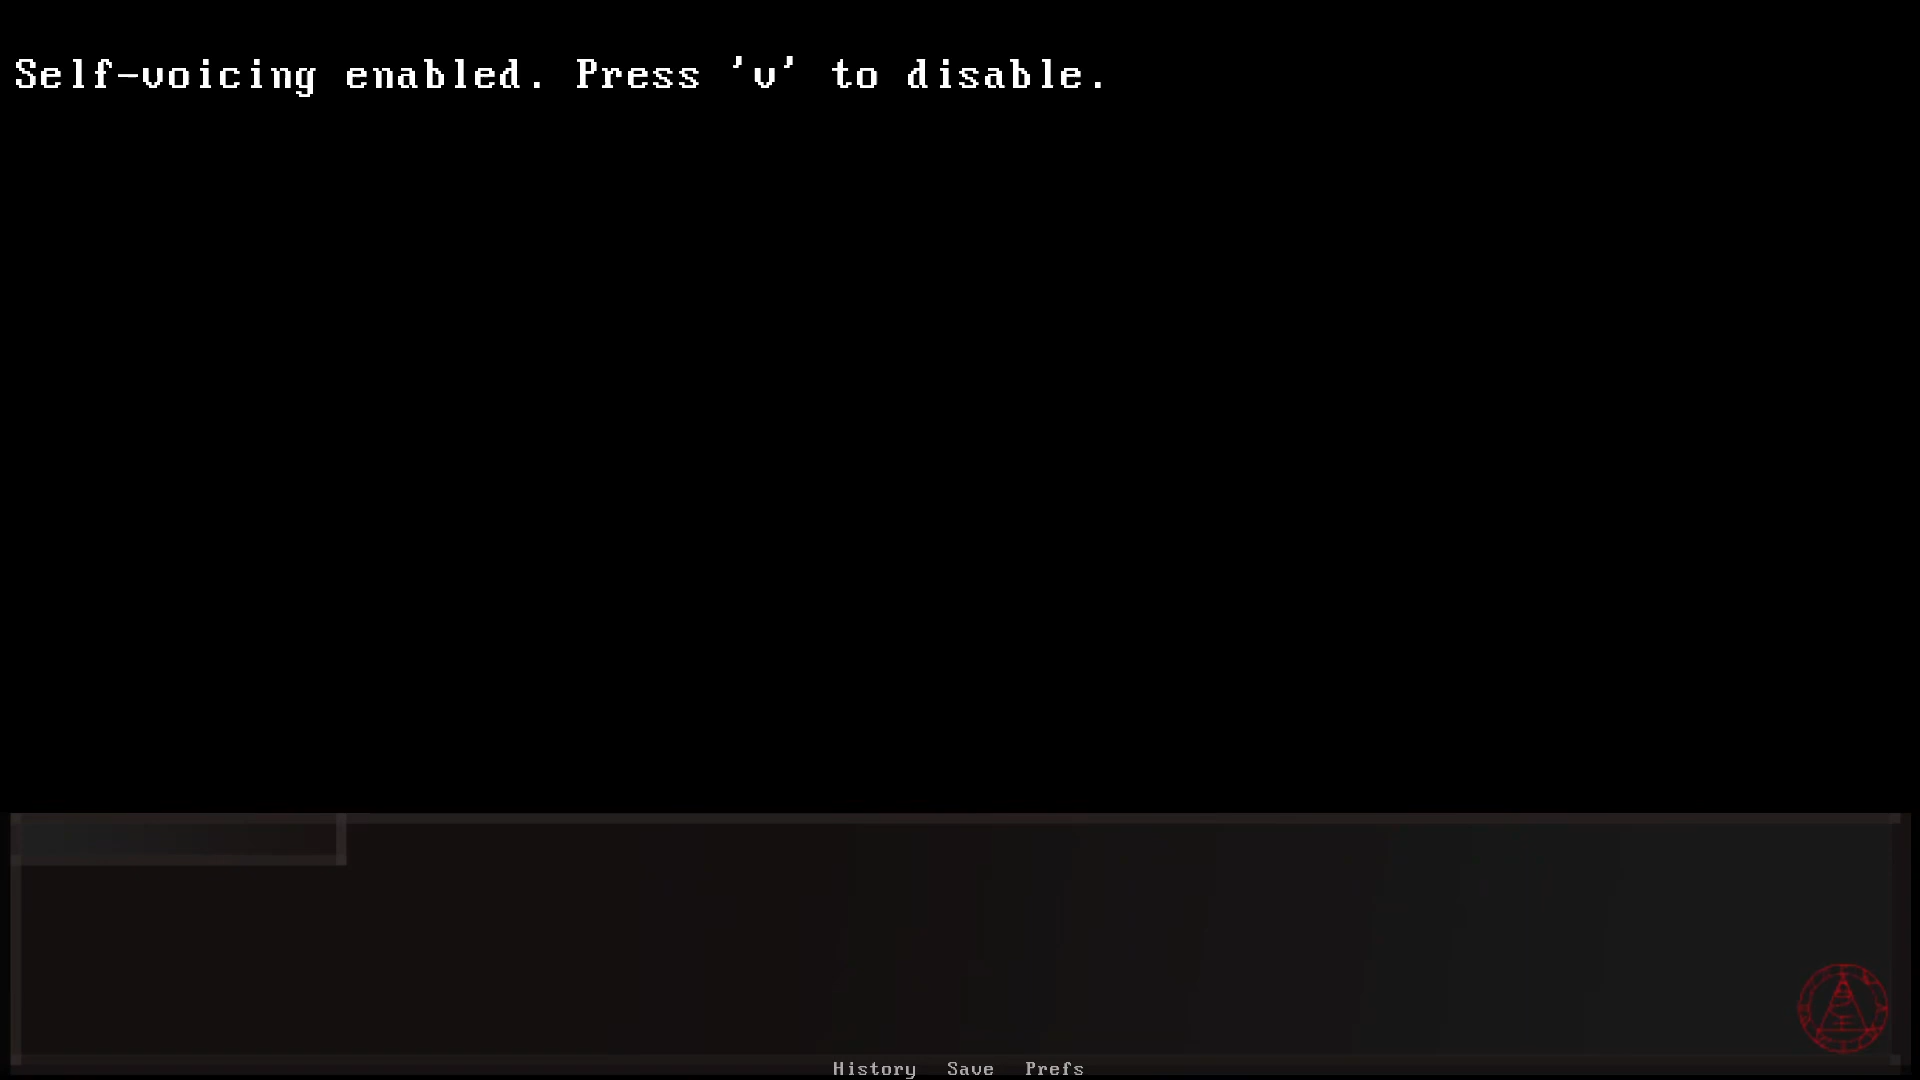 Self-voicing enabled. Press 'v' to disable.
History Save Prefs